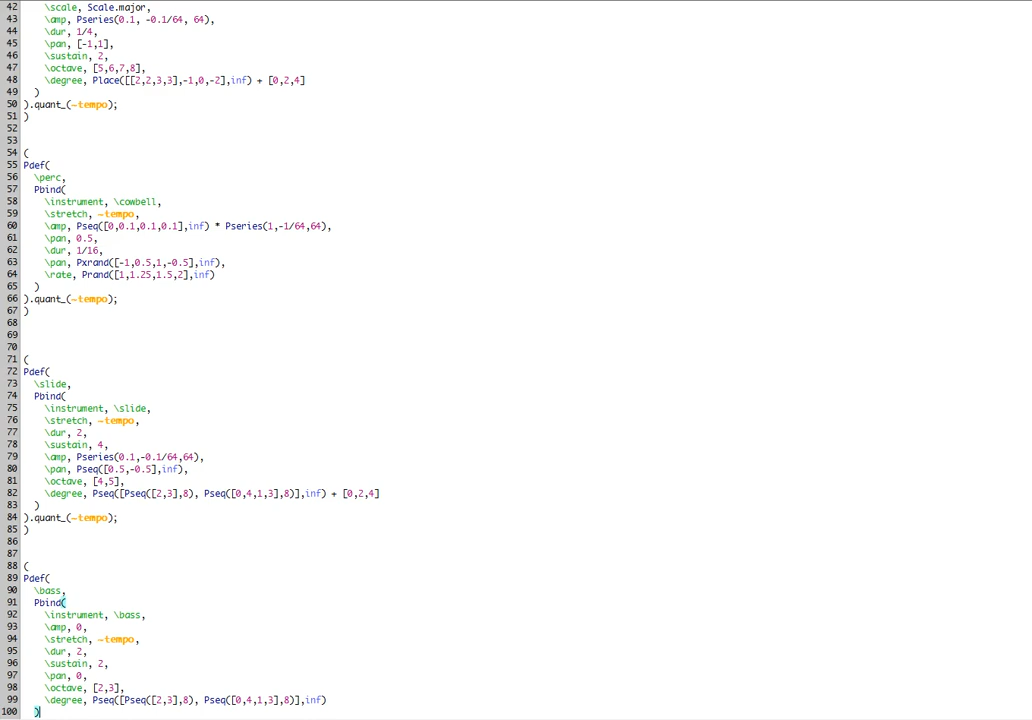 42 \scale, Scale.major,
43 \amp, Pseries(0.1, -0.1/64, 64),
44 \dur, 1/4,
45 \pan, [-1,1],
46 \sustain, 2,
47 \octave, [5,6,7,8],
48 \degree, Place([[2,2,3,3],-1,0,-2],inf) + [0,2,4]
49 )
50 ).quant_(~tempo);
51 )
52
53
54 (
55 Pdef(
56 \perc,
57 Pbind(
58 \instrument, \cowbell,
59 \stretch, ~tempo,
60 \amp, Pseq([0,0.1,0.1,0.1],inf) * Pseries(1,-1/64,64),
61 \pan, 0.5,
62 \dur, 1/16,
63 \pan, Pxrand([-1,0.5,1,-0.5],inf),
64 \rate, Prand([1,1.25,1.5,2],inf)
65 )
66 ).quant_(~tempo);
67 )
68
69
70
71 (
72 Pdef(
73 \slide,
74 Pbind(
75 \instrument, \slide,
76 \stretch, ~tempo,
77 \dur, 2,
78 \sustain, 4,
79 \amp, Pseries(0.1,-0.1/64,64),
80 \pan, Pseq([0.5,-0.5],inf),
81 \octave, [4,5],
82 \degree, Pseq([Pseq([2,3],8), Pseq([0,4,1,3],8)],inf) + [0,2,4]
83 )
84 ).quant_(~tempo);
85 )
86
87
88 (
89 Pdef(
90 \bass,
91 Pbind(
92 \instrument, \bass,
93 \amp, 0,
94 \stretch, ~tempo,
95 \dur, 2,
96 \sustain, 2,
97 \pan, 0,
98 \octave, [2,3],
99 \degree, Pseq([Pseq([2,3],8), Pseq([0,4,1,3],8)],inf)
100 )